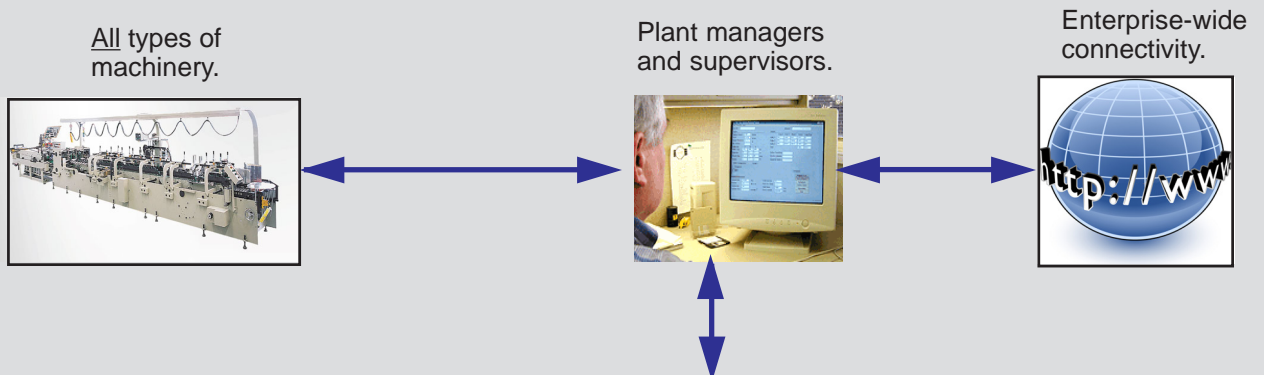 All types of
machinery.
Plant managers
and supervisors.
Enterprise-wide
connectivity.
http://www